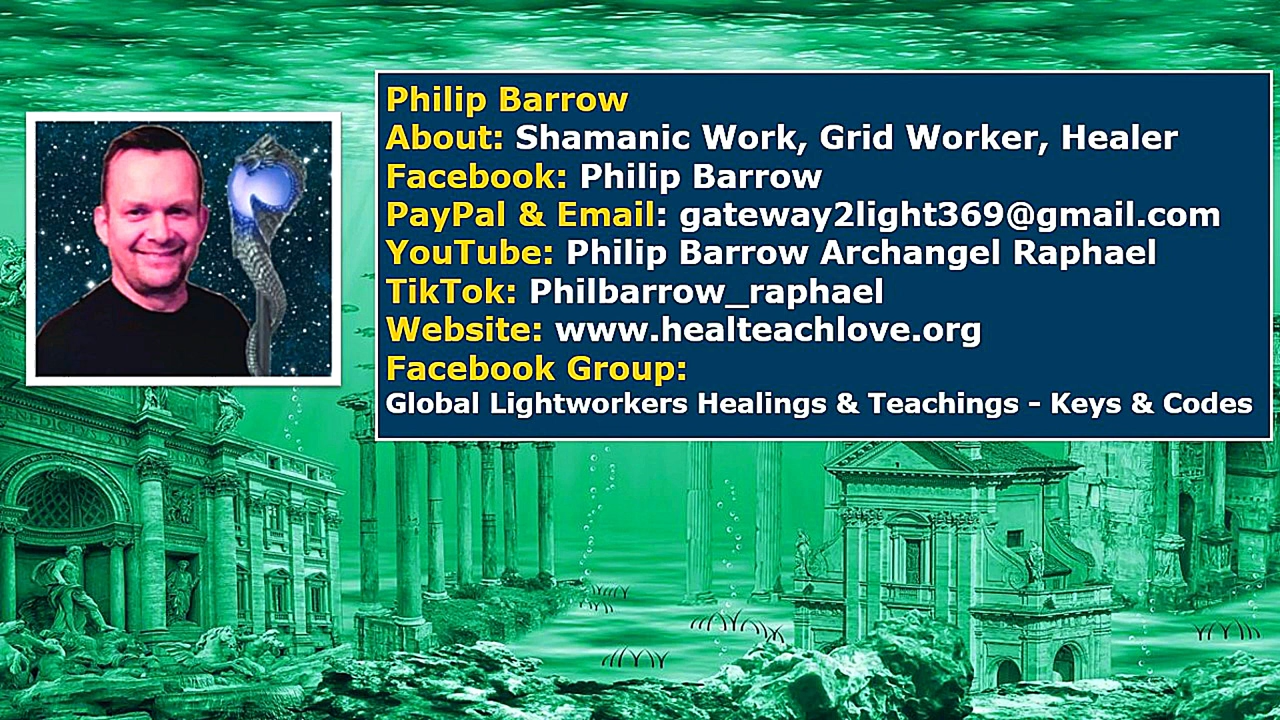 Philip Barrow
About: Shamanic Work, Grid Worker, Healer
Facebook: Philip Barrow
PayPal & Email: gateway2light369@gmail.com
YouTube: Philip Barrow Archangel Raphael
TikTok: Philbarrow_raphael
Website: www.healteachlove.org
Facebook Group:
Global Lightworkers Healings & Teachings - Keys & Codes